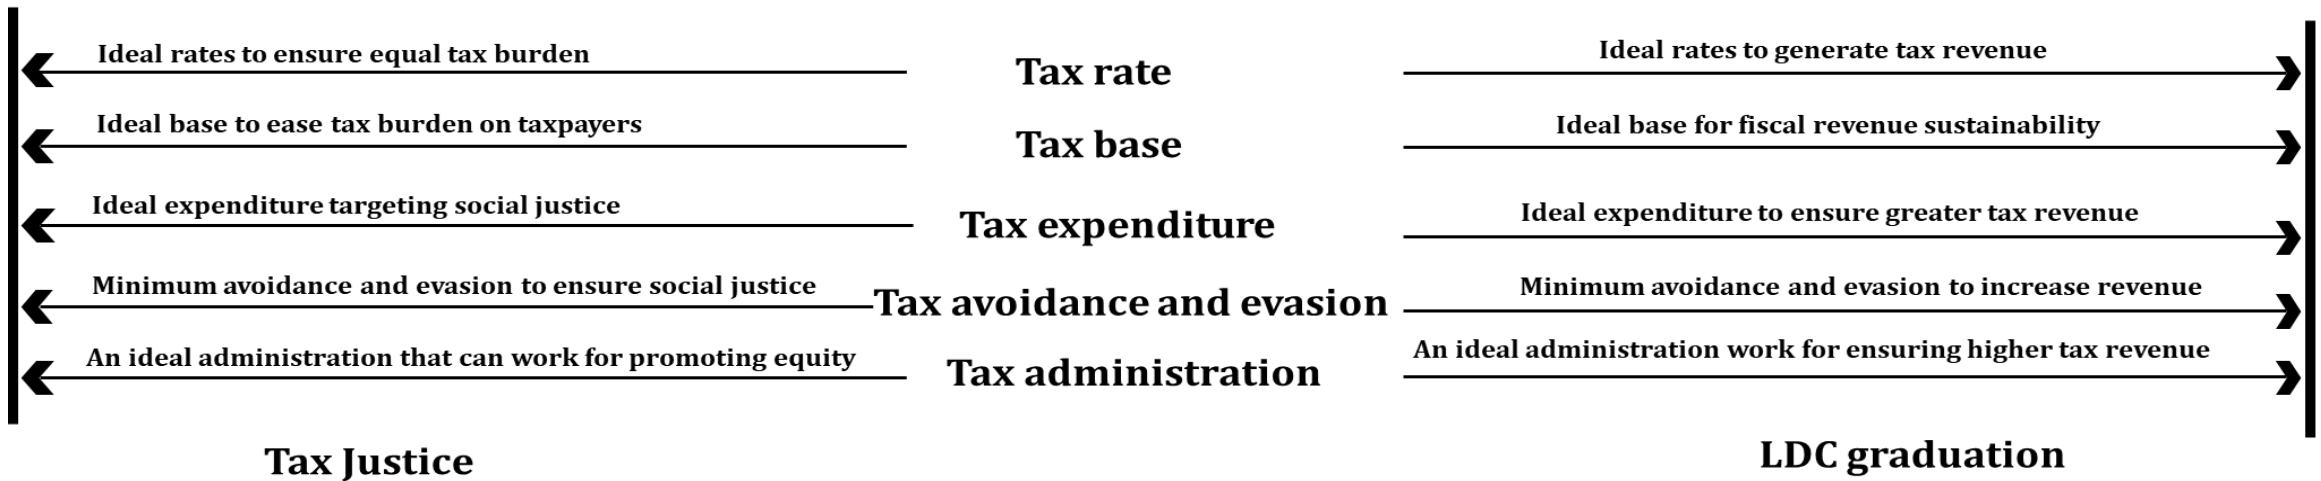 Ideal rates to ensure equal tax burden
Tax rate
Ideal rates to generate tax revenue
Ideal base to ease tax burden on taxpayers
Tax base
Ideal base for fiscal revenue sustainability
Ideal expenditure targeting social justice
Tax expenditure
Ideal expenditure to ensure greater tax revenue
Minimum avoidance and evasion to ensure social justice
Tax avoidance and evasion
Minimum avoidance and evasion to increase revenue
An ideal administration that can work for promoting equity
Tax administration
An ideal administration work for ensuring higher tax revenue
Tax Justice
LDC graduation